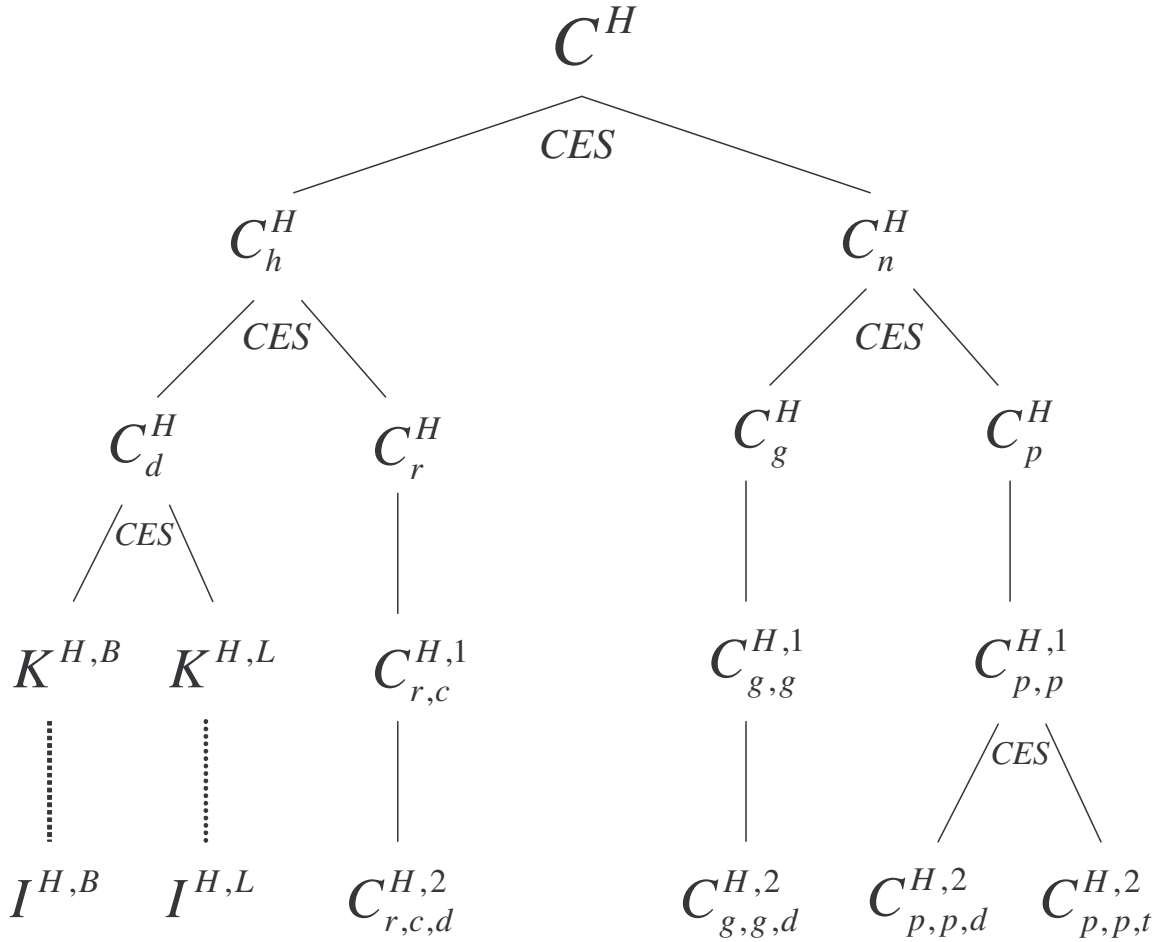 C^H
CES
C_h^H C_n^H
CES CES
C_d^H C_r^H C_g^H C_p^H
CES
K^{H,B} K^{H,L} C_{r,c}^{H,1} C_{g,g}^{H,1} C_{p,p}^{H,1}
CES
I^{H,B} I^{H,L} C_{r,c,d}^{H,2} C_{g,g,d}^{H,2} C_{p,p,d}^{H,2} C_{p,p,t}^{H,2}